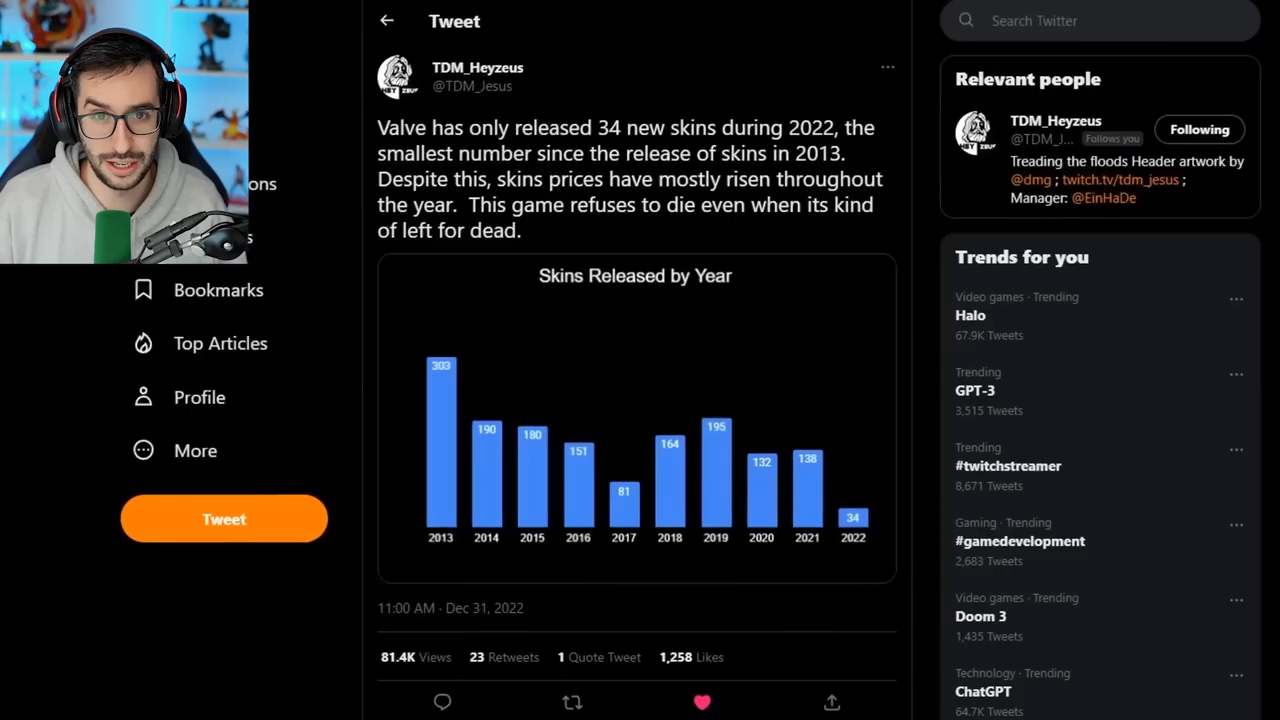 Tweet
TDM_Heyzeus
@TDM_Jesus
Valve has only released 34 new skins during 2022, the
smallest number since the release of skins in 2013.
Despite this, skins prices have mostly risen throughout
the year. This game refuses to die even when its kind
of left for dead.
Skins Released by Year
303
190
180
151
81
164
195
132
138
34
2013 2014 2015 2016 2017 2018 2019 2020 2021 2022
11:00 AM · Dec 31, 2022
81.4K Views 23 Retweets 1 Quote Tweet 1,258 Likes
ons
s
Bookmarks
Top Articles
Profile
More
Tweet
Search Twitter
Relevant people
TDM_Heyzeus
@TDM_J... Follows you
Following
Treading the floods Header artwork by
@dmg ; twitch.tv/tdm_jesus ;
Manager: @EinHaDe
Trends for you
Video games · Trending
Halo
67.9K Tweets
Trending
GPT-3
3,515 Tweets
Trending
#twitchstreamer
8,671 Tweets
Gaming · Trending
#gamedevelopment
2,683 Tweets
Video games · Trending
Doom 3
1,435 Tweets
Technology · Trending
ChatGPT
64.7K Tweets